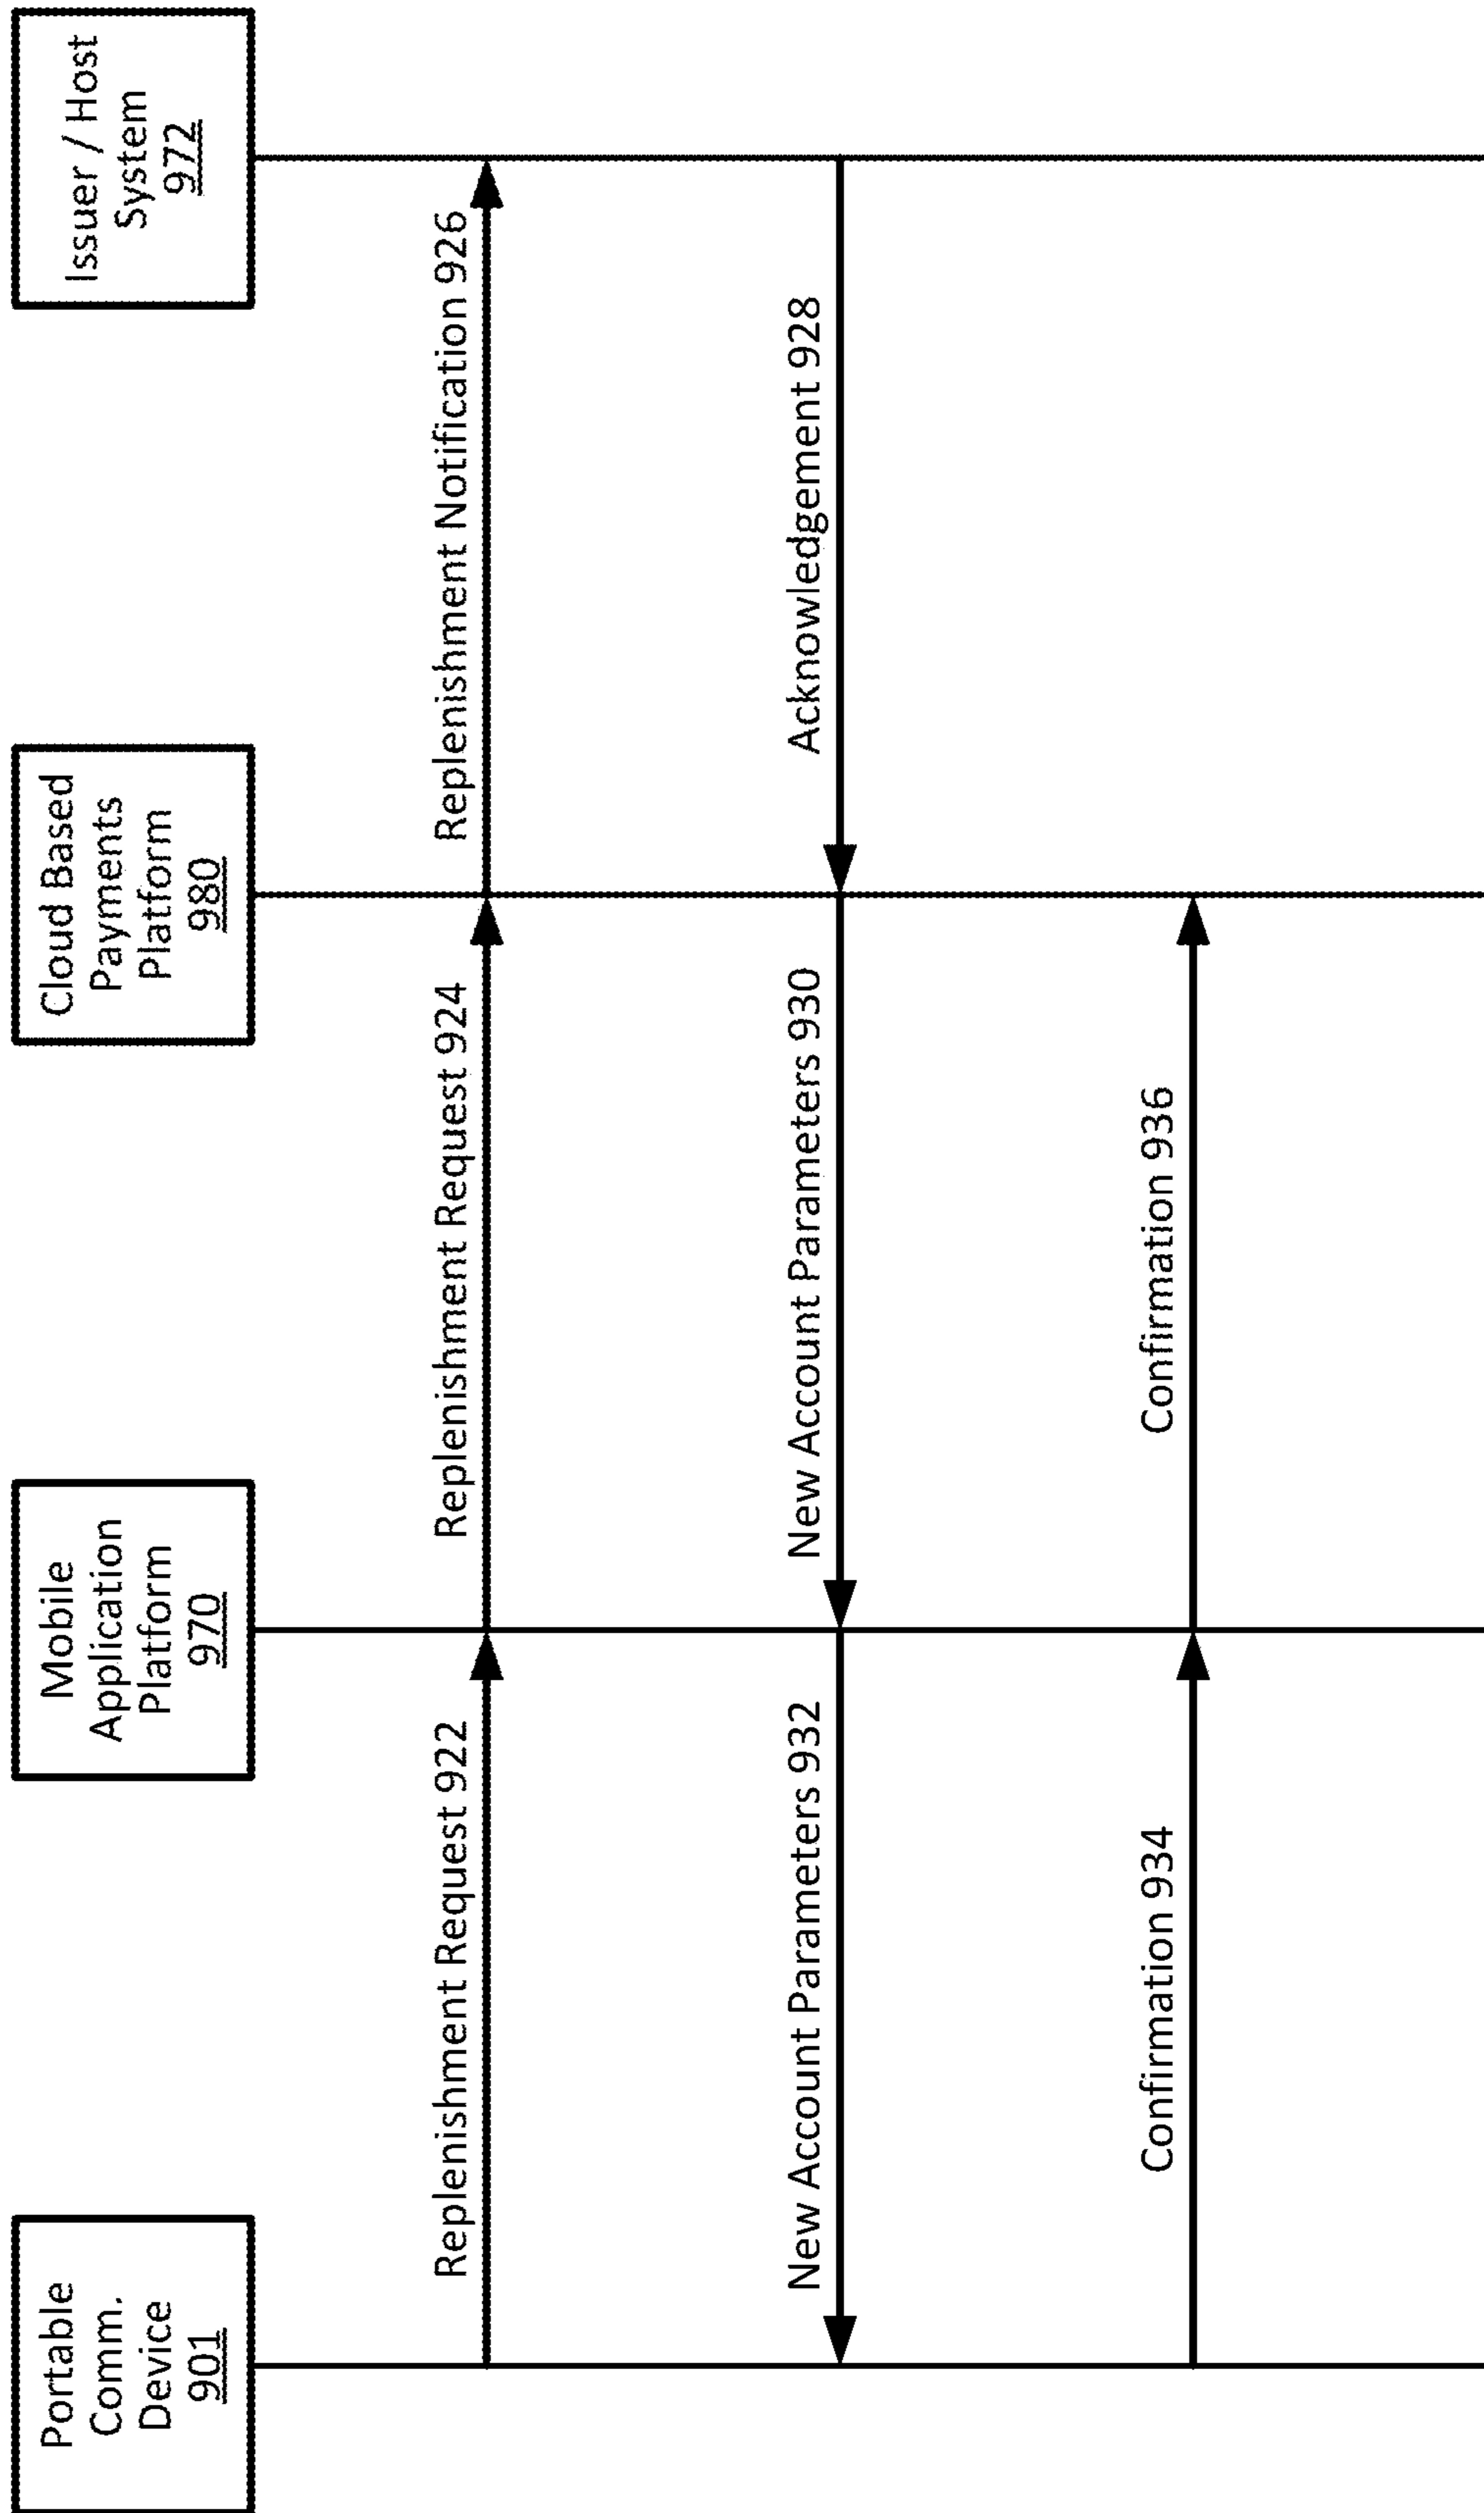 Portable
Comm.
Device
901
Mobile
Application
Platform
970
Cloud Based
Payments
Platform
980
Issuer / Host
System
972
Replenishment Request 922
Replenishment Request 924
Replenishment Notification 926
New Account Parameters 932
New Account Parameters 930
Acknowledgement 928
Confirmation 934
Confirmation 936